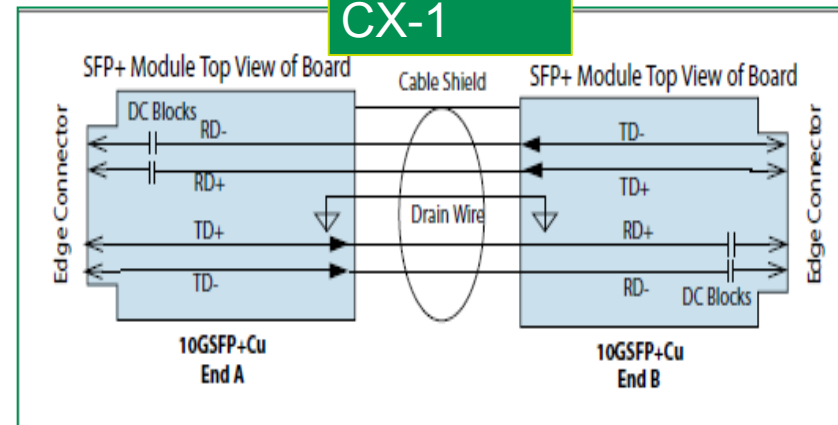 CX-1
SFP+ Module Top View of Board
Cable Shield
SFP+ Module Top View of Board
Edge Connector
DC Blocks
RD-
RD+
TD+
TD-
Drain Wire
TD-
TD+
RD+
RD-
DC Blocks
Edge Connector
10GSFP+Cu
End A
10GSFP+Cu
End B